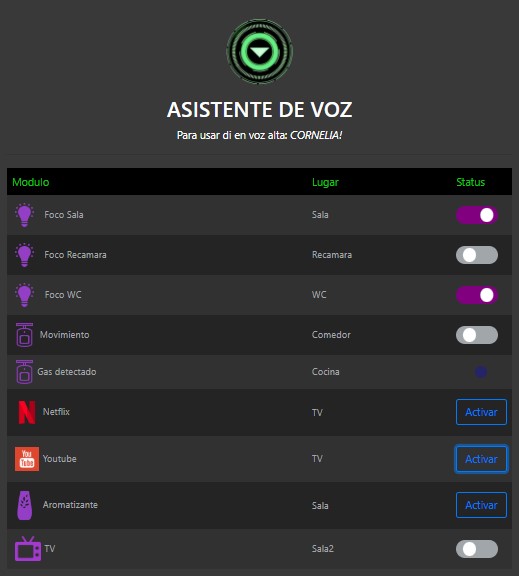 ASISTENTE DE VOZ
Para usar di en voz alta: CORNELIA!
Modulo Lugar Status
Foco Sala Sala
Foco Recamara Recamara
Foco WC WC
Movimiento Comedor
Gas detectado Cocina
Netflix TV Activar
You
Tube
Youtube TV Activar
Aromatizante Sala Activar
TV Sala2